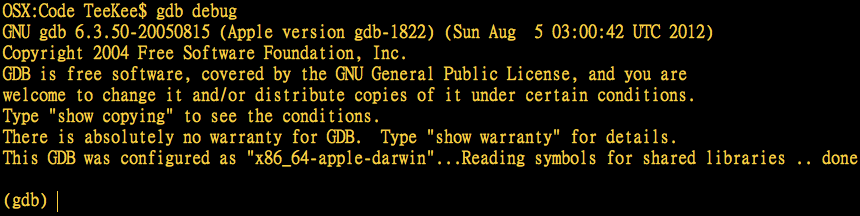 OSX:Code TeeKee$ gdb debug
GNU gdb 6.3.50-20050815 (Apple version gdb-1822) (Sun Aug  5 03:00:42 UTC 2012)
Copyright 2004 Free Software Foundation, Inc.
GDB is free software, covered by the GNU General Public License, and you are
welcome to change it and/or distribute copies of it under certain conditions.
Type "show copying" to see the conditions.
There is absolutely no warranty for GDB.  Type "show warranty" for details.
This GDB was configured as "x86_64-apple-darwin"...Reading symbols for shared libraries .. done
(gdb)